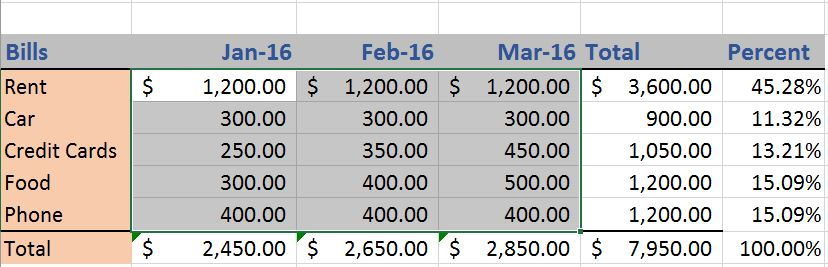 Bills Jan-16 Feb-16 Mar-16 Total Percent
Rent $ 1,200.00 $ 1,200.00 $ 1,200.00 $ 3,600.00 45.28%
Car 300.00 300.00 300.00 900.00 11.32%
Credit Cards 250.00 350.00 450.00 1,050.00 13.21%
Food 300.00 400.00 500.00 1,200.00 15.09%
Phone 400.00 400.00 400.00 1,200.00 15.09%
Total $ 2,450.00 $ 2,650.00 $ 2,850.00 $ 7,950.00 100.00%